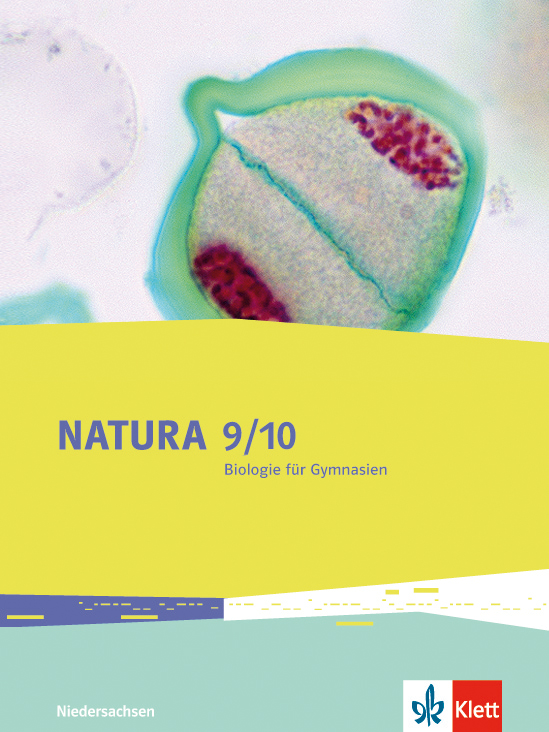 NATURA 9/10
Biologie für Gymnasien
Niedersachsen
Klett